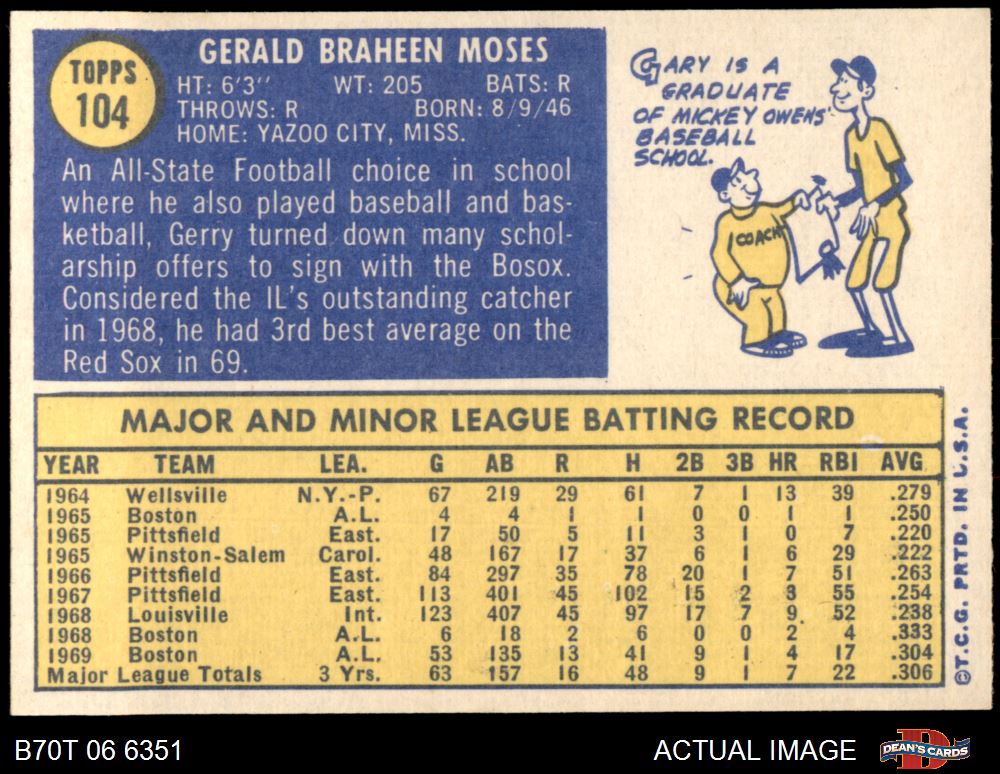 TOPPS
104
GERALD BRAHEEN MOSES
HT: 6'3'' WT: 205 BATS: R
THROWS: R BORN: 8/9/46
HOME: YAZOO CITY, MISS.
An All-State Football choice in school
where he also played baseball and bas-
ketball, Gerry turned down many schol-
arship offers to sign with the Bosox.
Considered the IL's outstanding catcher
in 1968, he had 3rd best average on the
Red Sox in 69.
GARY IS A
GRADUATE
OF MICKEY OWENS'
BASEBALL
SCHOOL.
COACH
MAJOR AND MINOR LEAGUE BATTING RECORD
YEAR TEAM LEA. G AB R H 2B 3B HR RBI AVG.
1964 Wellsville N.Y.-P. 67 219 29 61 7 1 13 39 .279
1965 Boston A.L. 4 4 1 1 0 0 1 1 .250
1965 Pittsfield East. 17 50 5 11 3 1 0 7 .220
1965 Winston-Salem Carol. 48 167 17 37 6 1 6 29 .222
1966 Pittsfield East. 84 297 35 78 20 1 7 51 .263
1967 Pittsfield East. 113 401 45 102 15 2 3 55 .254
1968 Louisville Int. 123 407 45 97 17 7 9 52 .238
1968 Boston A.L. 6 18 2 6 0 0 2 4 .333
1969 Boston A.L. 53 135 13 41 9 1 4 17 .304
Major League Totals 3 Yrs. 63 157 16 48 9 1 7 22 .306
©T.C.G. PRTD. IN U.S.A.
B70T 06 6351
ACTUAL IMAGE
DEAN'S CARDS